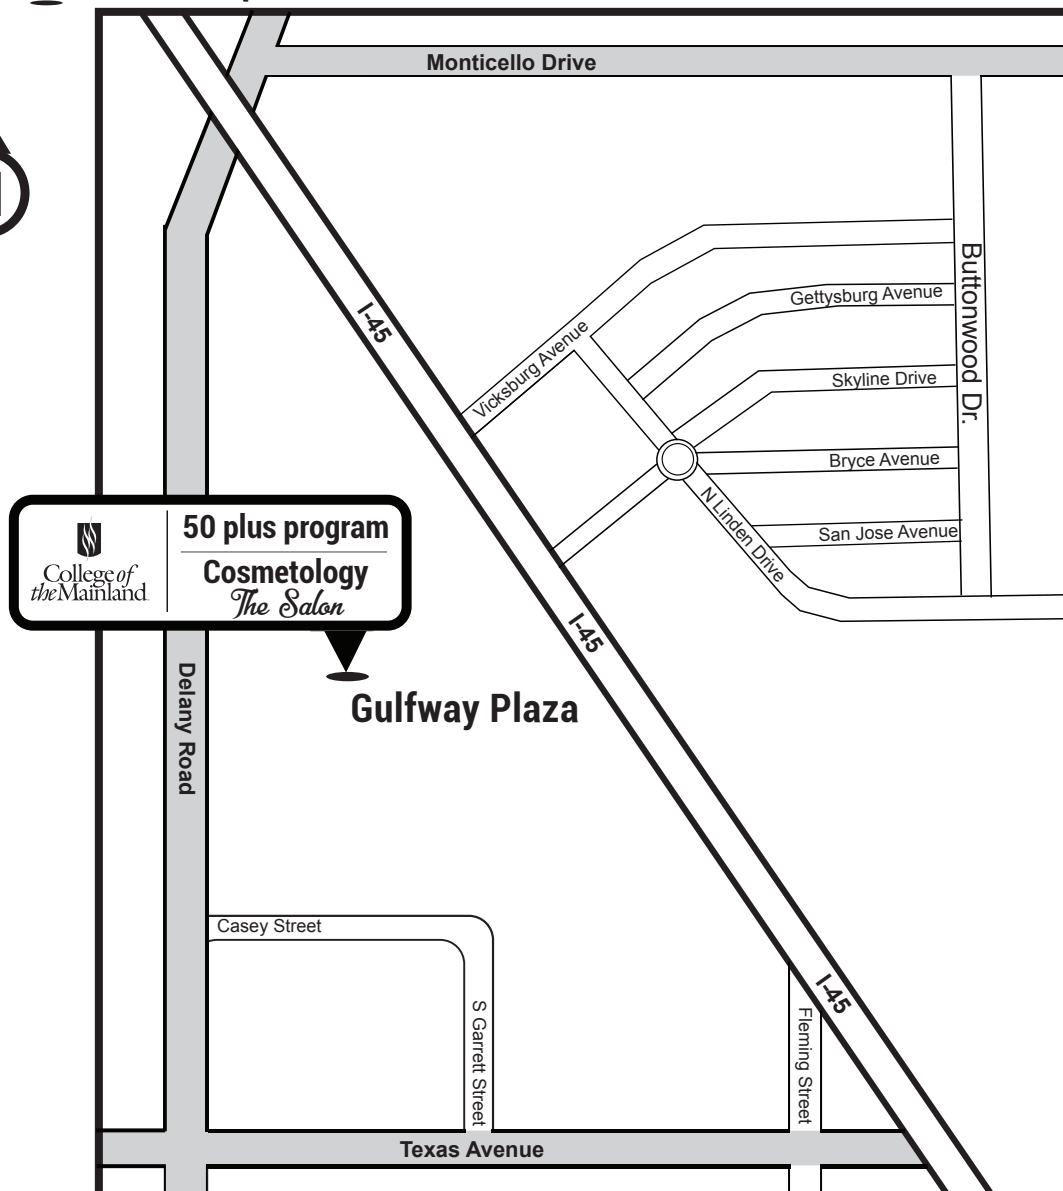 Monticello Drive
I-45
Buttonwood Dr.
Gettysburg Avenue
Vicksburg Avenue
Skyline Drive
Bryce Avenue
N Linden Drive
San Jose Avenue
50 plus program
College of
the Mainland
Cosmetology
The Salon
I-45
Delany Road
Gulfway Plaza
Casey Street
I-45
S Garrett Street
Fleming Street
Texas Avenue